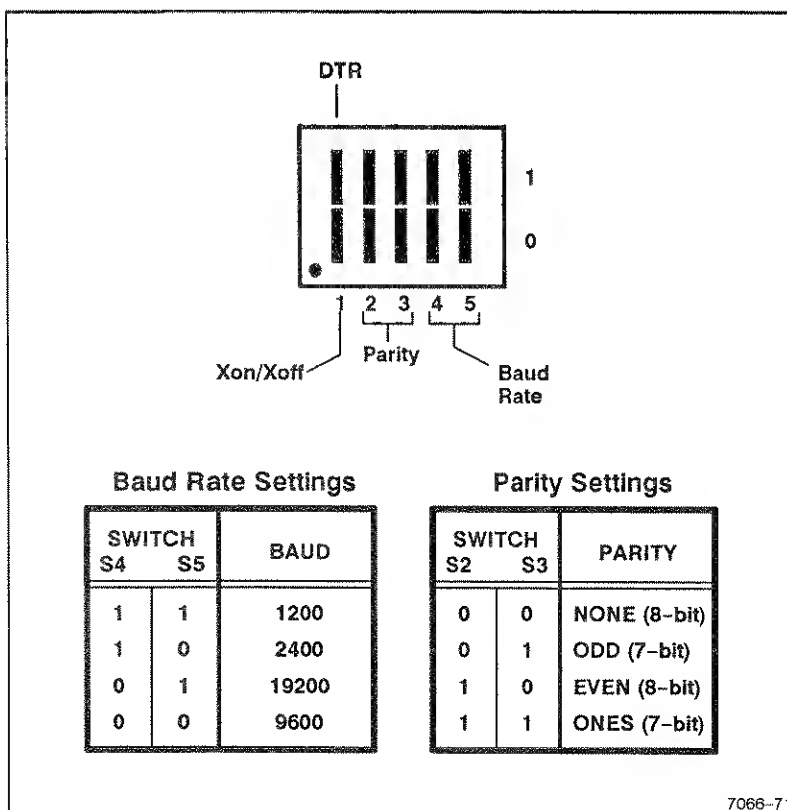 DTR
1
0
1 2 3 4 5
Xon/Xoff
Parity
Baud
Rate
Baud Rate Settings
SWITCH
S4 S5
BAUD
1 1 1200
1 0 2400
0 1 19200
0 0 9600
Parity Settings
SWITCH
S2 S3
PARITY
0 0 NONE (8-bit)
0 1 ODD (7-bit)
1 0 EVEN (8-bit)
1 1 ONES (7-bit)